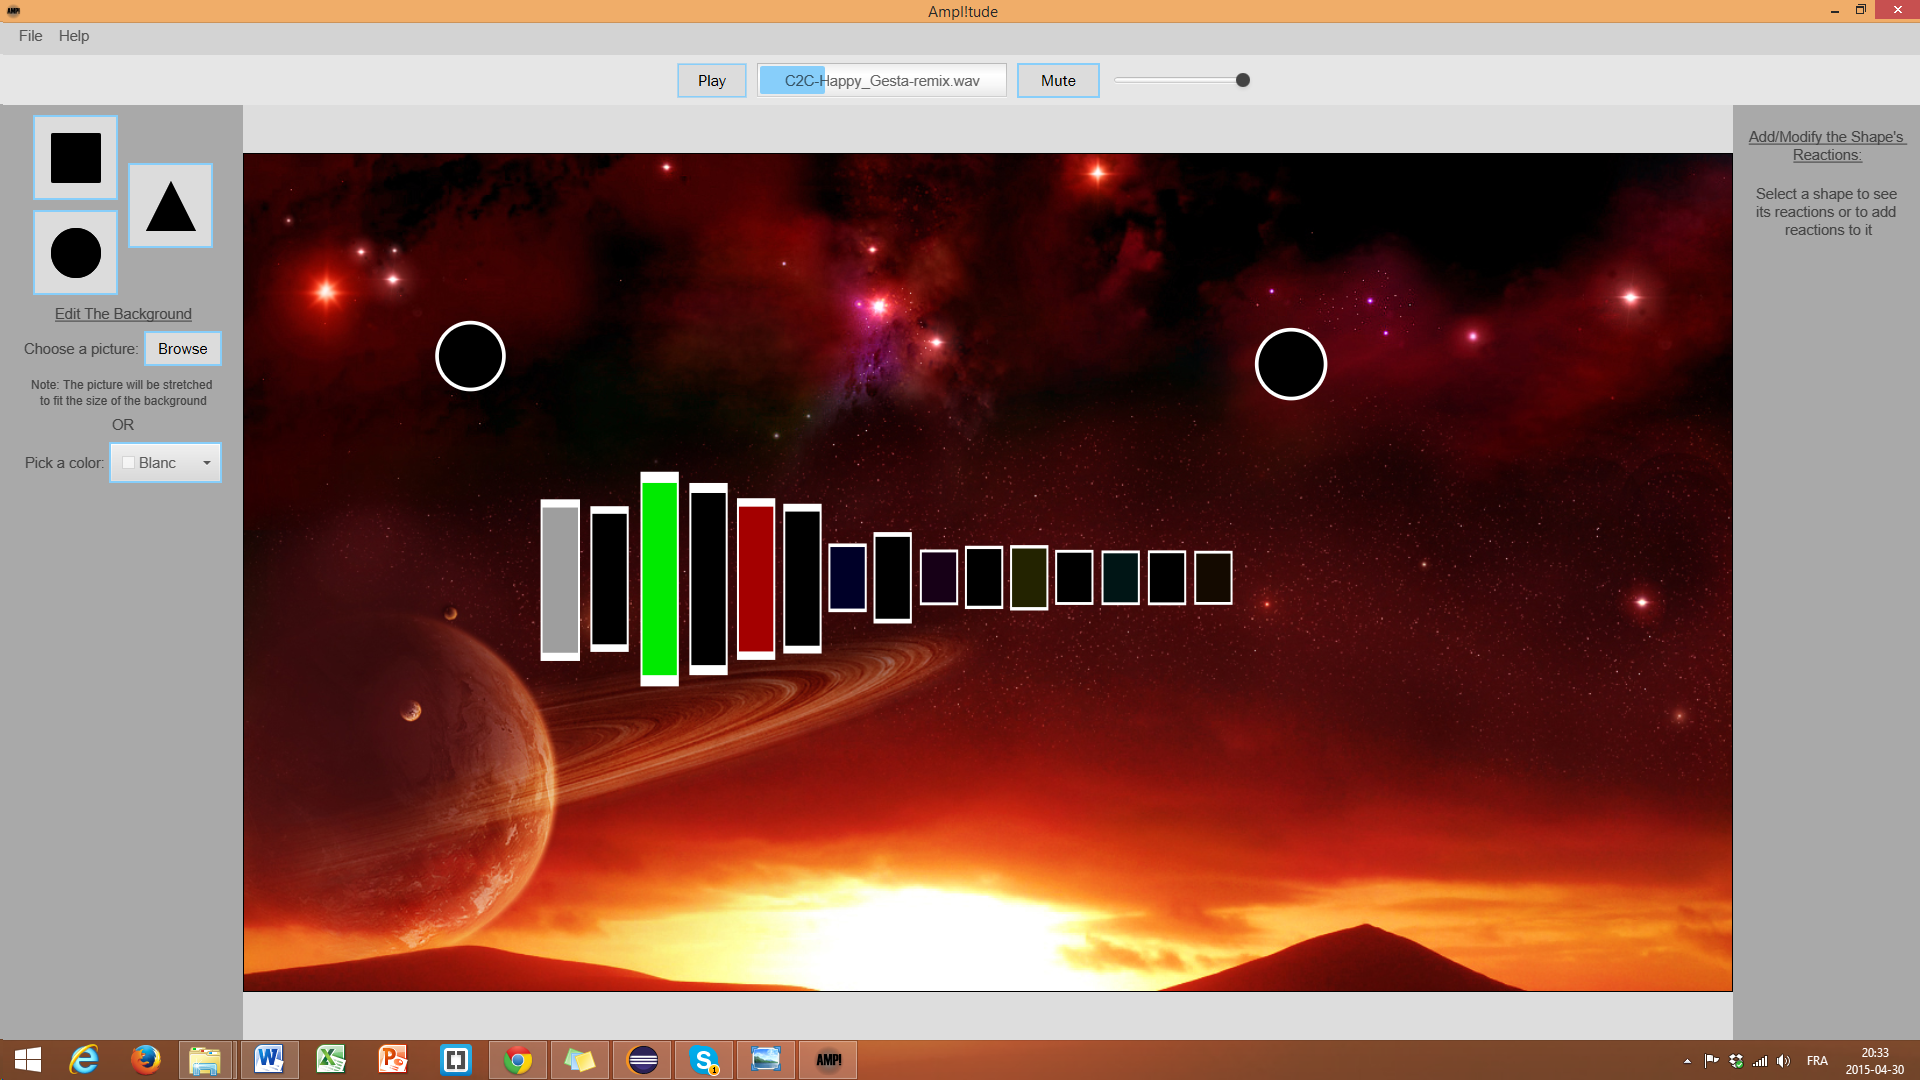 Ampl!tude
File Help
Play C2C-Happy_Gesta-remix.wav Mute
Edit The Background
Choose a picture: Browse
Note: The picture will be stretched
to fit the size of the background
OR
Pick a color: Blanc
Add/Modify the Shape's
Reactions:
Select a shape to see
its reactions or to add
reactions to it
AMP!
FRA
20:33
2015-04-30